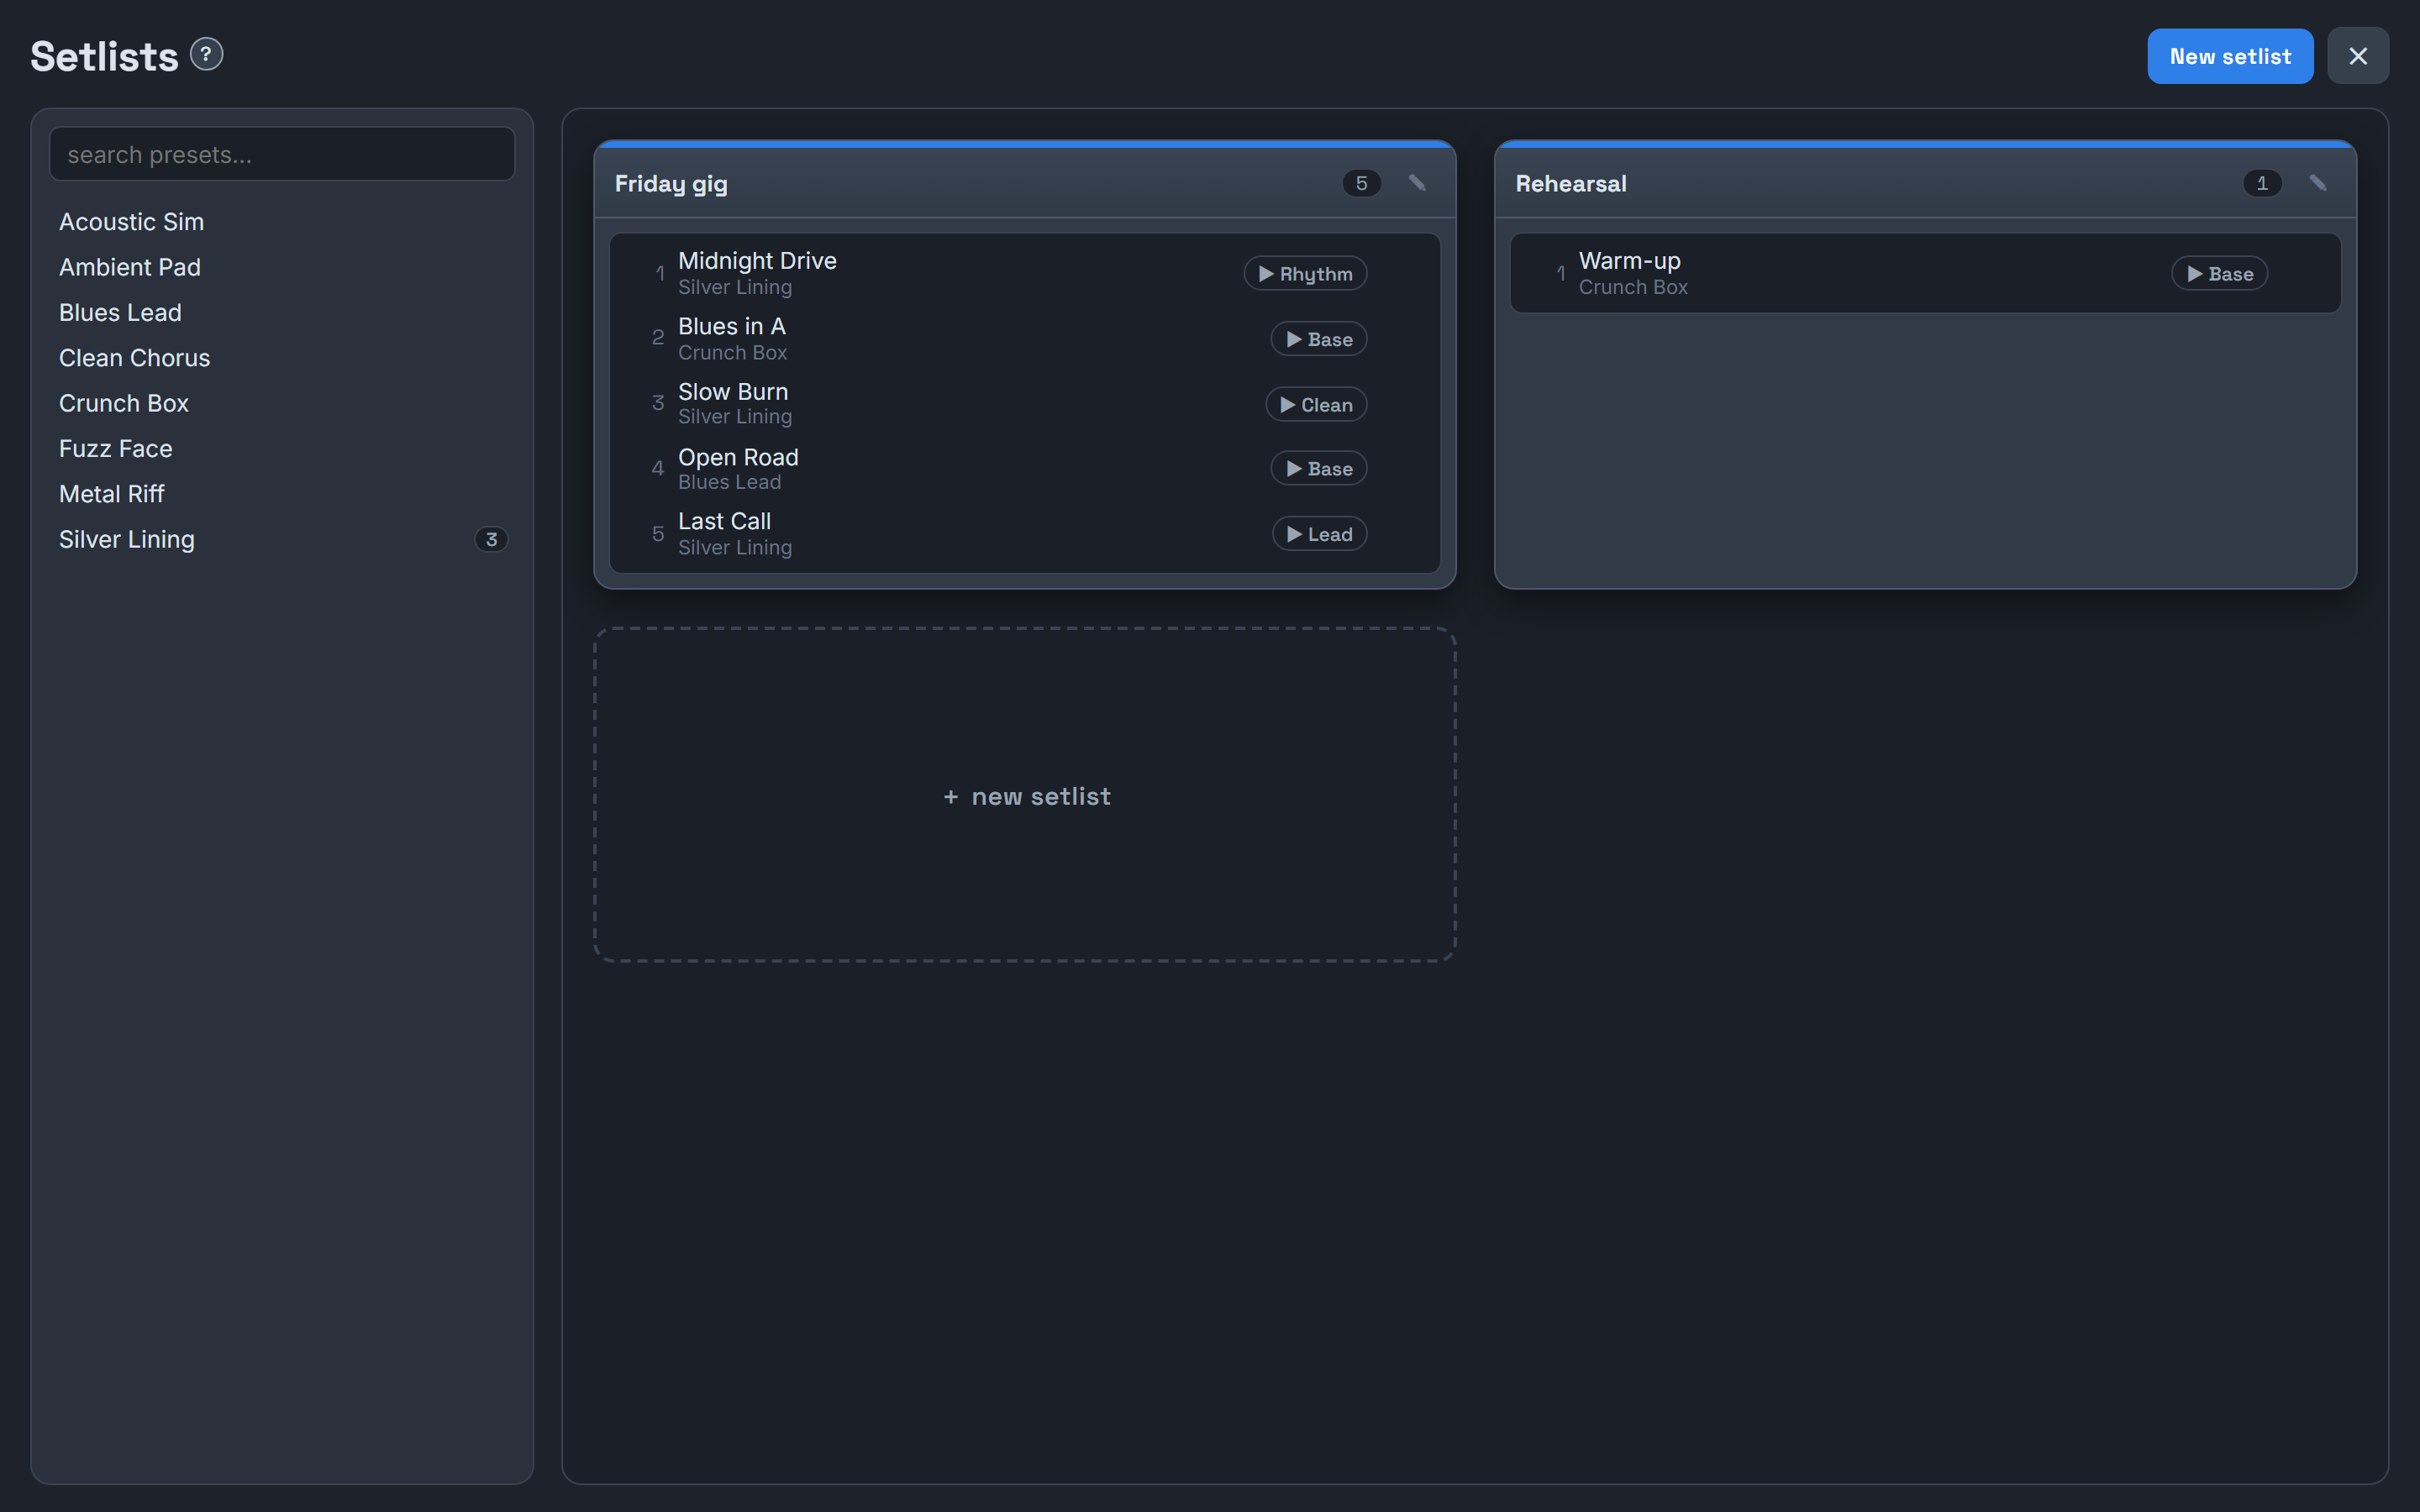 Setlists ?
New setlist ×
search presets...
Acoustic Sim
Ambient Pad
Blues Lead
Clean Chorus
Crunch Box
Fuzz Face
Metal Riff
Silver Lining 3
Friday gig 5
1 Midnight Drive ▶ Rhythm
Silver Lining
2 Blues in A ▶ Base
Crunch Box
3 Slow Burn ▶ Clean
Silver Lining
4 Open Road ▶ Base
Blues Lead
5 Last Call ▶ Lead
Silver Lining
Rehearsal 1
1 Warm-up ▶ Base
Crunch Box
+ new setlist